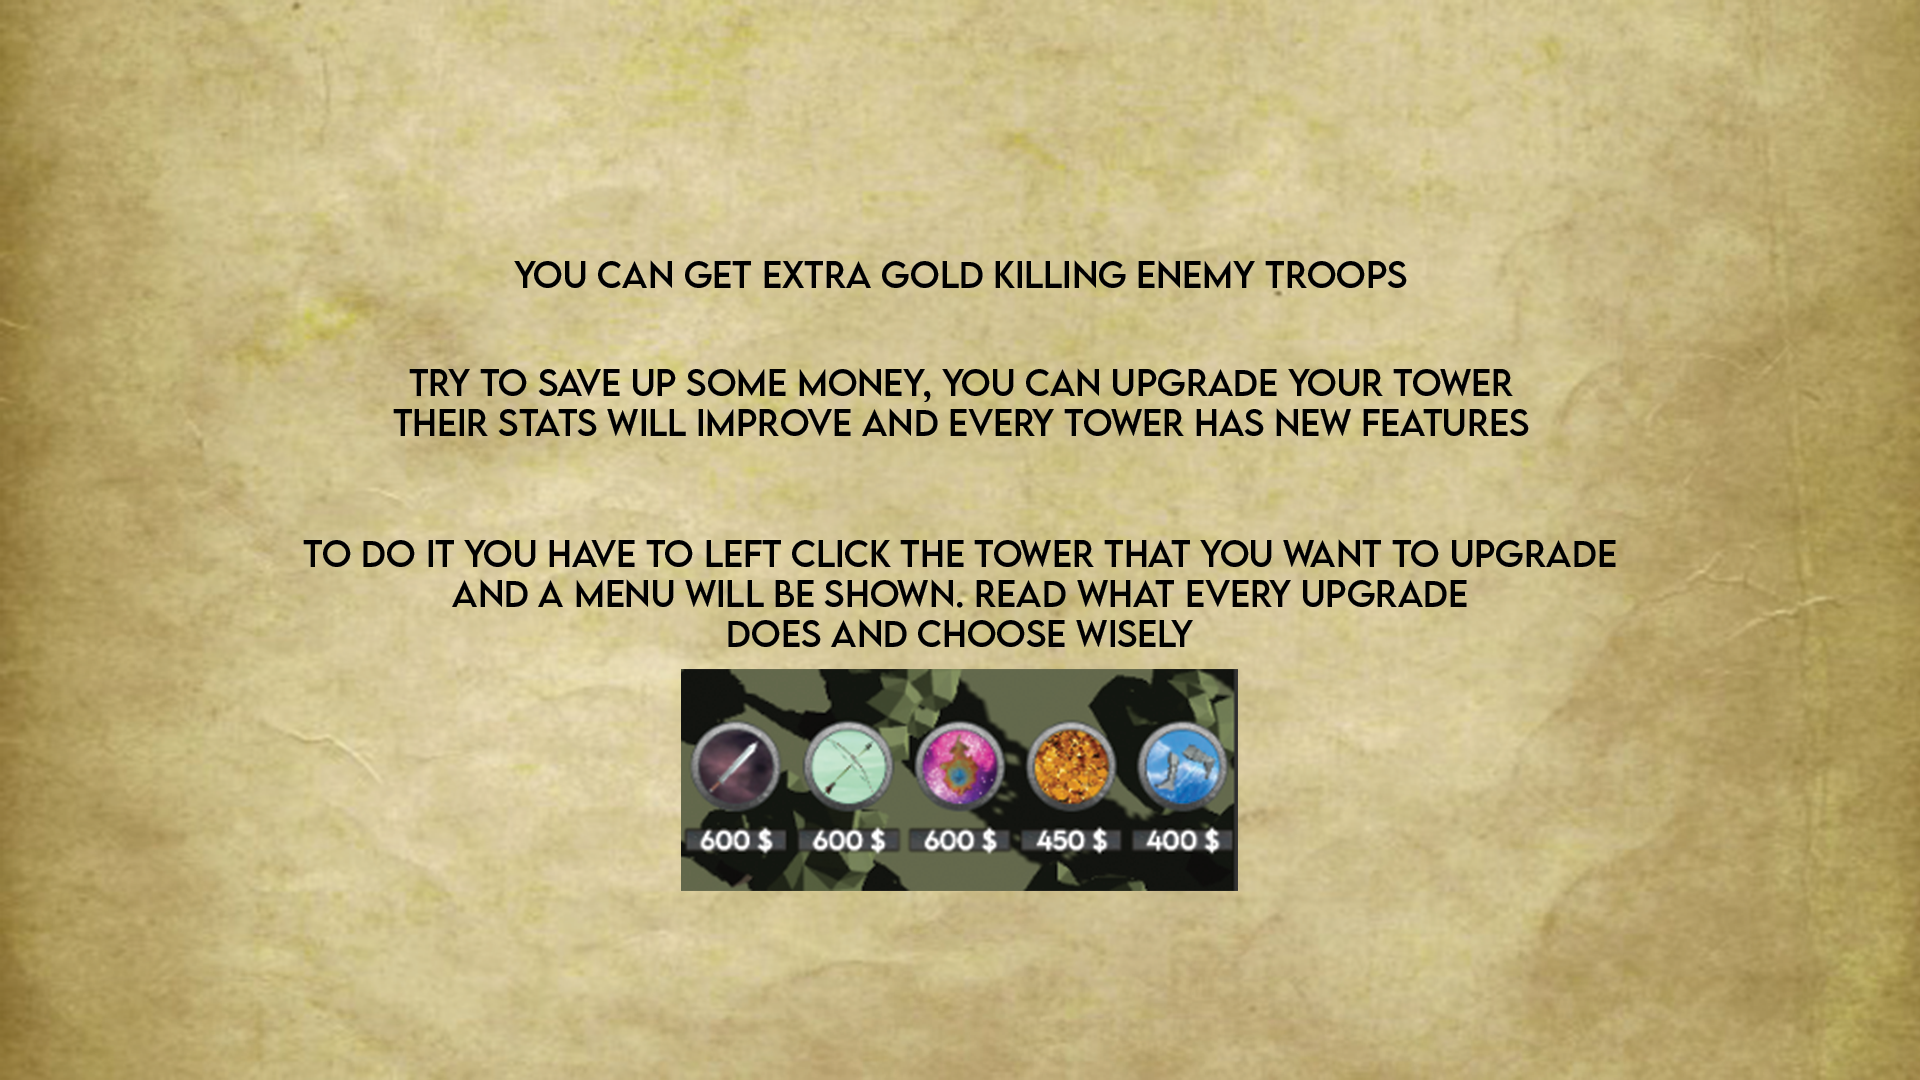 YOU CAN GET EXTRA GOLD KILLING ENEMY TROOPS
TRY TO SAVE UP SOME MONEY, YOU CAN UPGRADE YOUR TOWER
THEIR STATS WILL IMPROVE AND EVERY TOWER HAS NEW FEATURES
TO DO IT YOU HAVE TO LEFT CLICK THE TOWER THAT YOU WANT TO UPGRADE
AND A MENU WILL BE SHOWN. READ WHAT EVERY UPGRADE
DOES AND CHOOSE WISELY
600 $ 600 $ 600 $ 450 $ 400 $